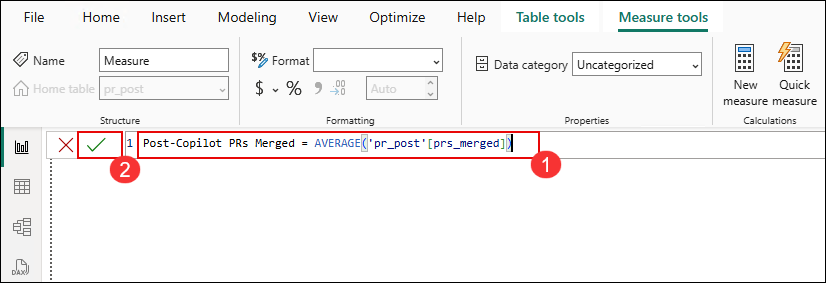 File Home Insert Modeling View Optimize Help Table tools Measure tools
Name Measure
Home table pr_post
Structure
$% Format
$ % 9 .00 Auto
Formatting
Data category Uncategorized
Properties
New measure
Quick measure
Calculations
1 Post-Copilot PRs Merged = AVERAGE('pr_post'[prs_merged])
1
2
DAX